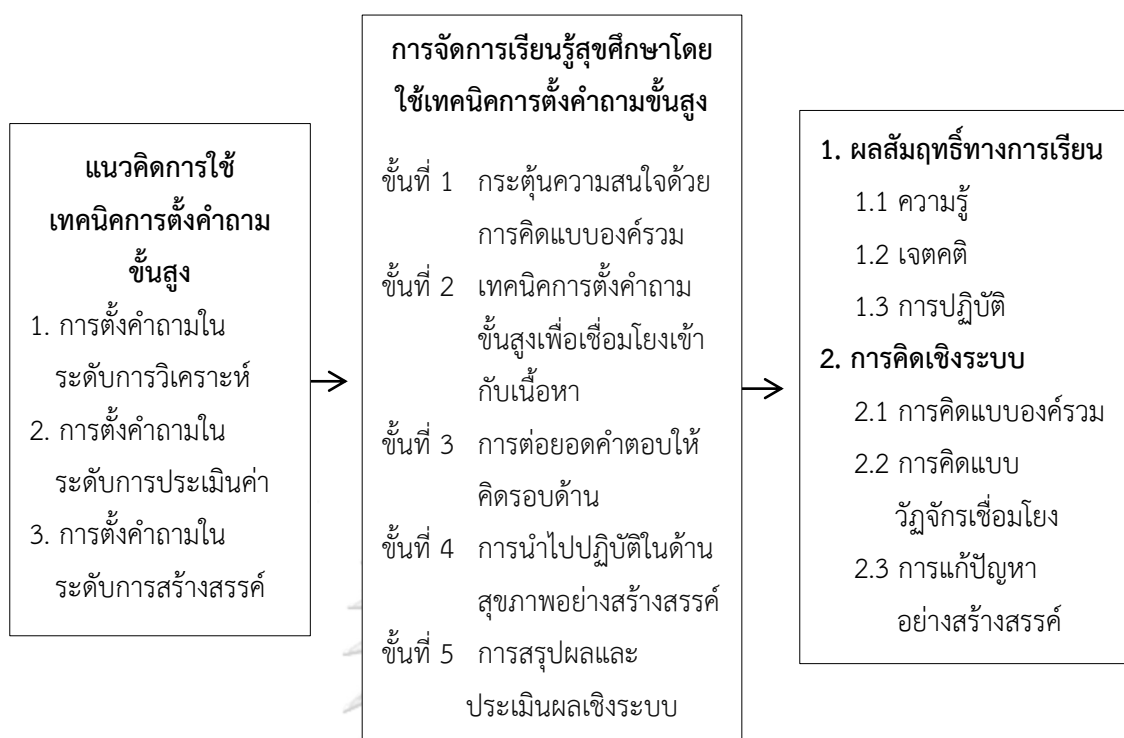 แนวคิดการใช้
เทคนิคการตั้งคำถาม
ขั้นสูง
1. การตั้งคำถามใน
ระดับการวิเคราะห์
2. การตั้งคำถามใน
ระดับการประเมินค่า
3. การตั้งคำถามใน
ระดับการสร้างสรรค์
การจัดการเรียนรู้สุขศึกษาโดย
ใช้เทคนิคการตั้งคำถามขั้นสูง
ขั้นที่ 1 กระตุ้นความสนใจด้วย
การคิดแบบองค์รวม
ขั้นที่ 2 เทคนิคการตั้งคำถาม
ขั้นสูงเพื่อเชื่อมโยงเข้า
กับเนื้อหา
ขั้นที่ 3 การต่อยอดคำตอบให้
คิดรอบด้าน
ขั้นที่ 4 การนำไปปฏิบัติในด้าน
สุขภาพอย่างสร้างสรรค์
ขั้นที่ 5 การสรุปผลและ
ประเมินผลเชิงระบบ
1. ผลสัมฤทธิ์ทางการเรียน
1.1 ความรู้
1.2 เจตคติ
1.3 การปฏิบัติ
2. การคิดเชิงระบบ
2.1 การคิดแบบองค์รวม
2.2 การคิดแบบ
วัฏจักรเชื่อมโยง
2.3 การแก้ปัญหา
อย่างสร้างสรรค์